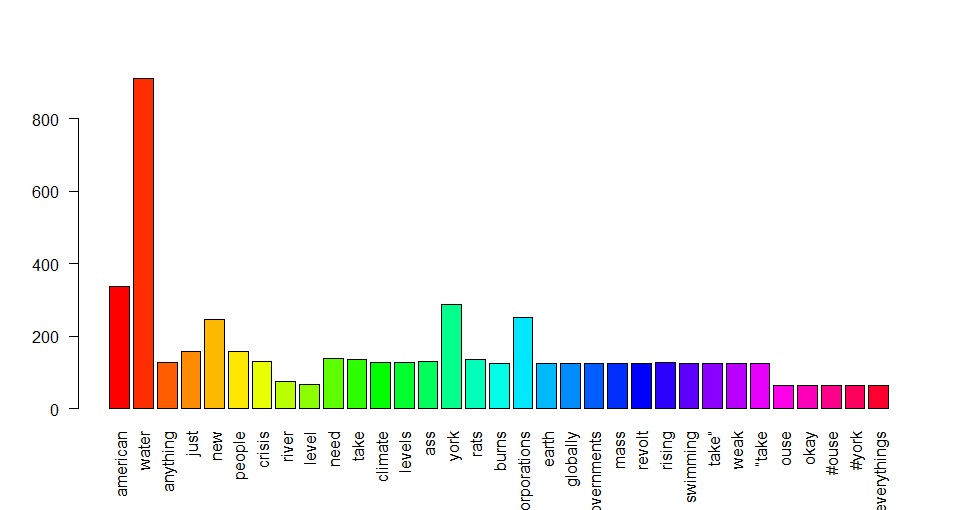 800
600
400
200
0
american
water
anything
just
new
people
crisis
river
level
need
take
climate
levels
ass
york
rats
burns
orporations
earth
globally
overnments
mass
revolt
rising
swimming
take"
weak
"take
ouse
okay
#ouse
#york
everythings